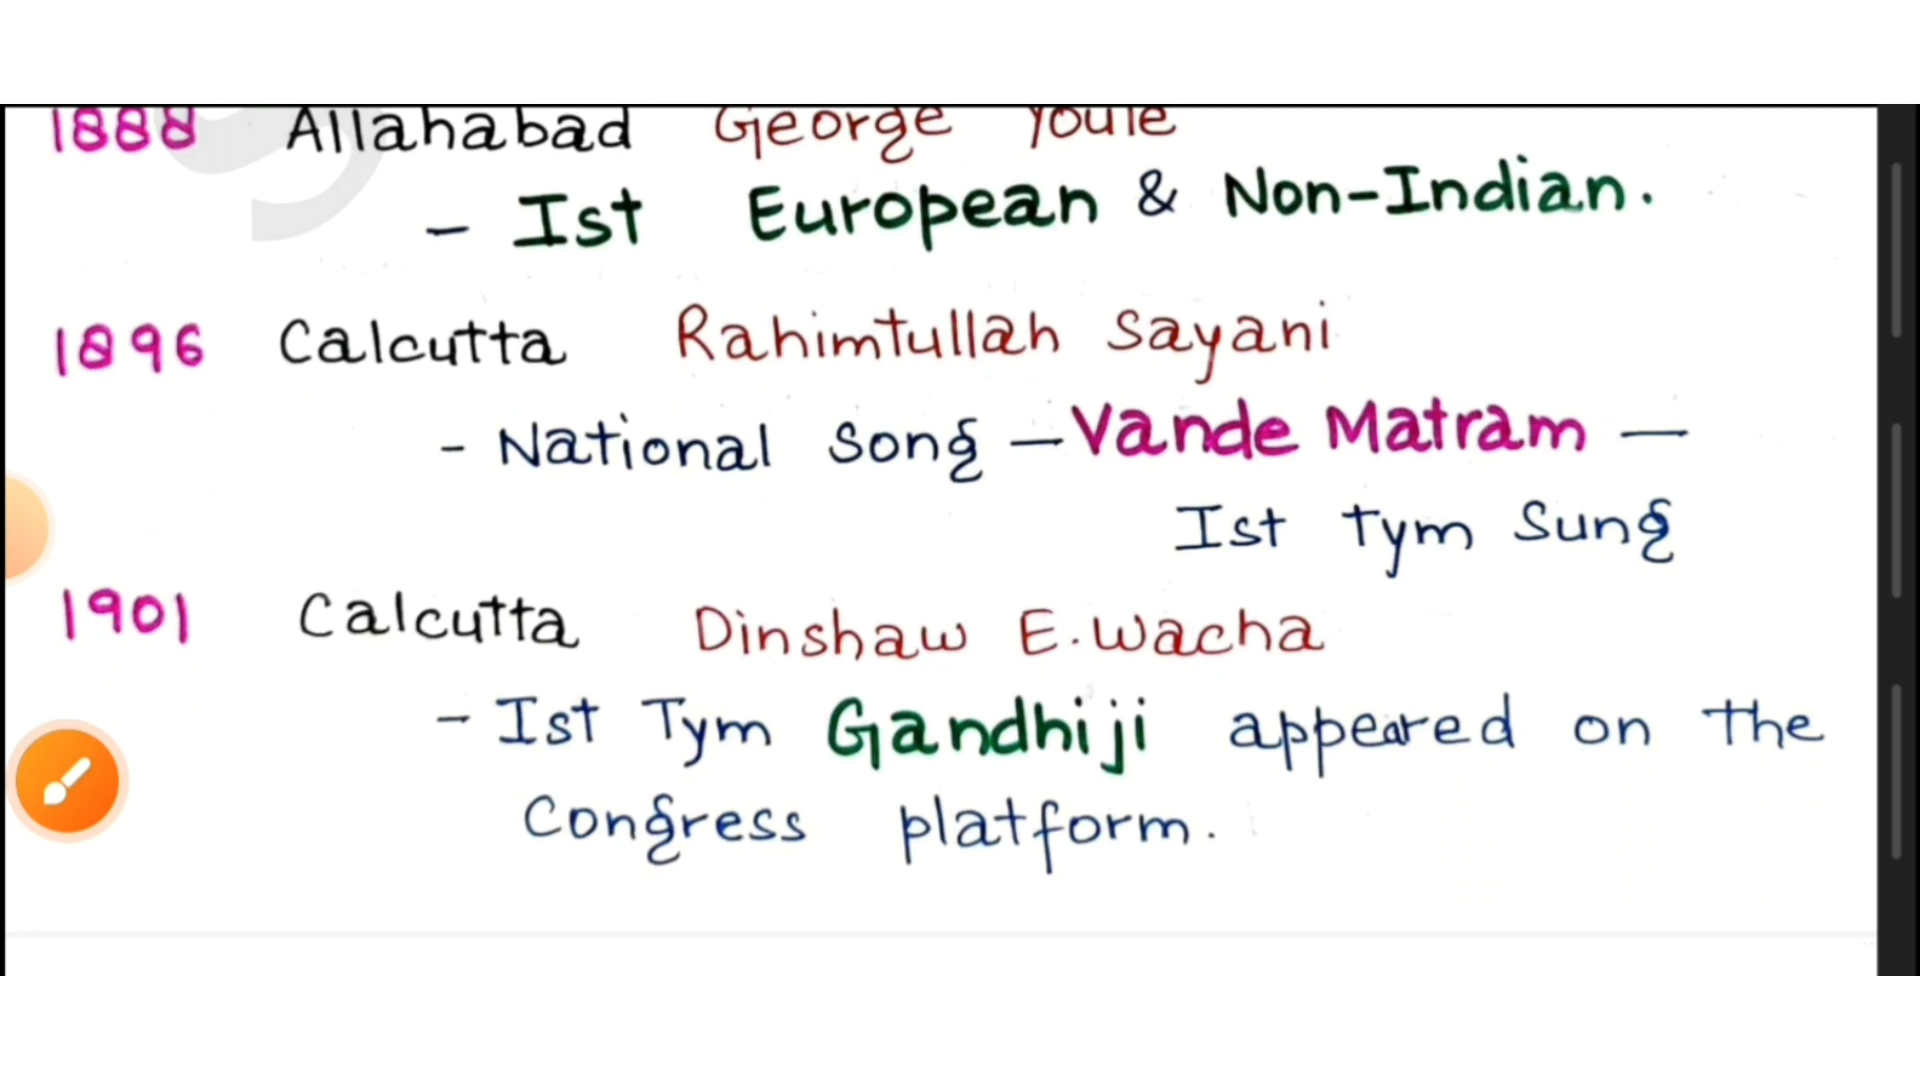 1888 Allahabad George Youle
- Ist European & Non-Indian.
1896 Calcutta Rahimtullah Sayani
- National Song - Vande Matram -
Ist Tym Sung
1901 Calcutta Dinshaw E. Wacha
- Ist Tym Gandhiji appeared on the
Congress platform.